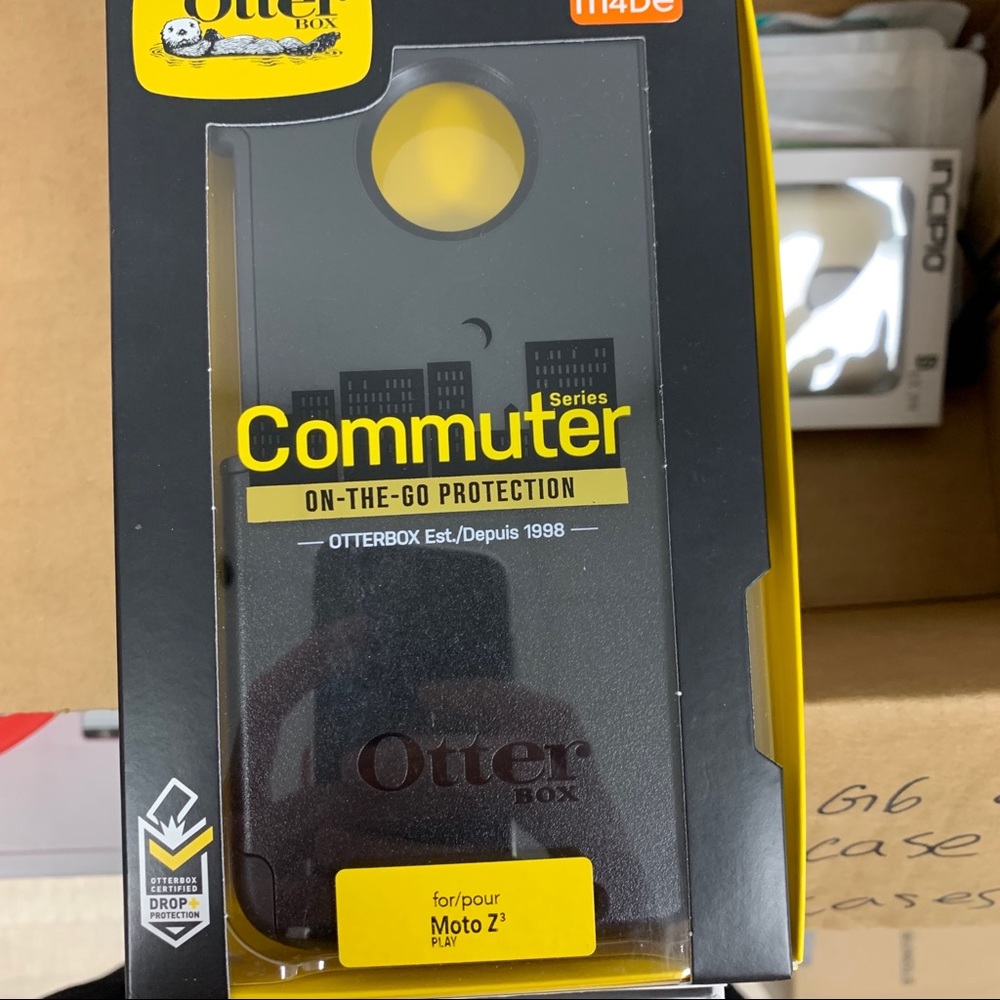 Otter
BOX
m4De
INCIPIO
Series
Commuter
ON-THE-GO PROTECTION
OTTERBOX Est./Depuis 1998
Otter
BOX
G6
case
cases
OTTERBOX
CERTIFIED
DROP+
PROTECTION
for/pour
Moto Z³
PLAY